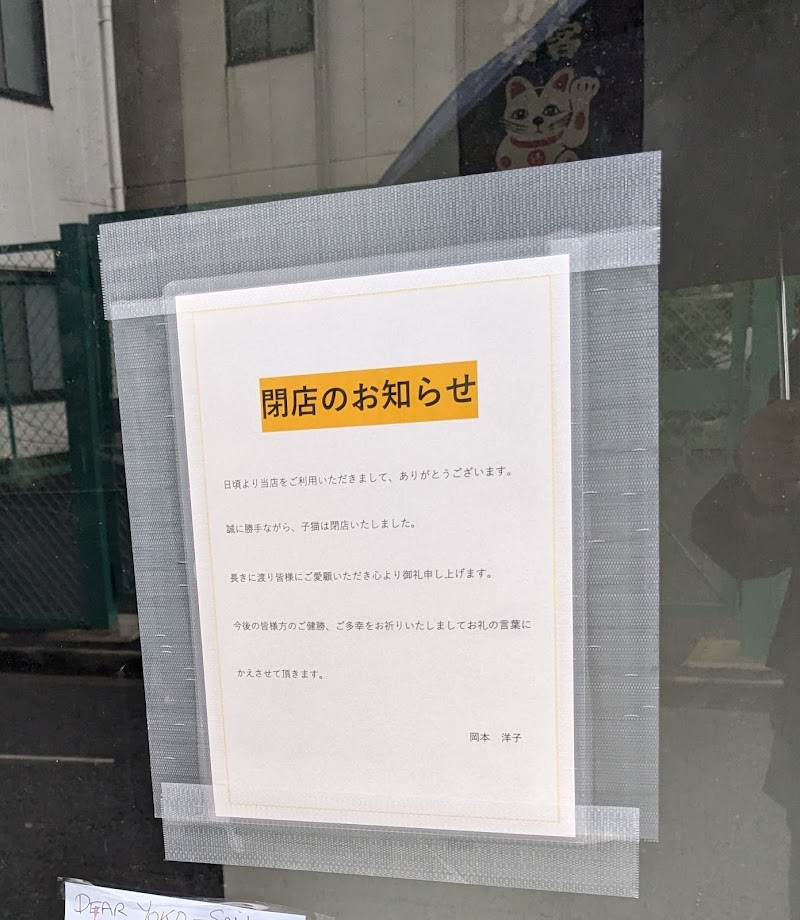 閉店のお知らせ
日頃より当店をご利用いただきまして、ありがとうございます。
誠に勝手ながら、子猫は閉店いたしました。
長きに渡り皆様にご愛顧いただき心より御礼申し上げます。
今後の皆様方のご健勝、ご多幸をお祈りいたしましてお礼の言葉に
かえさせて頂きます。
岡本 洋子
DEAR YOKO-